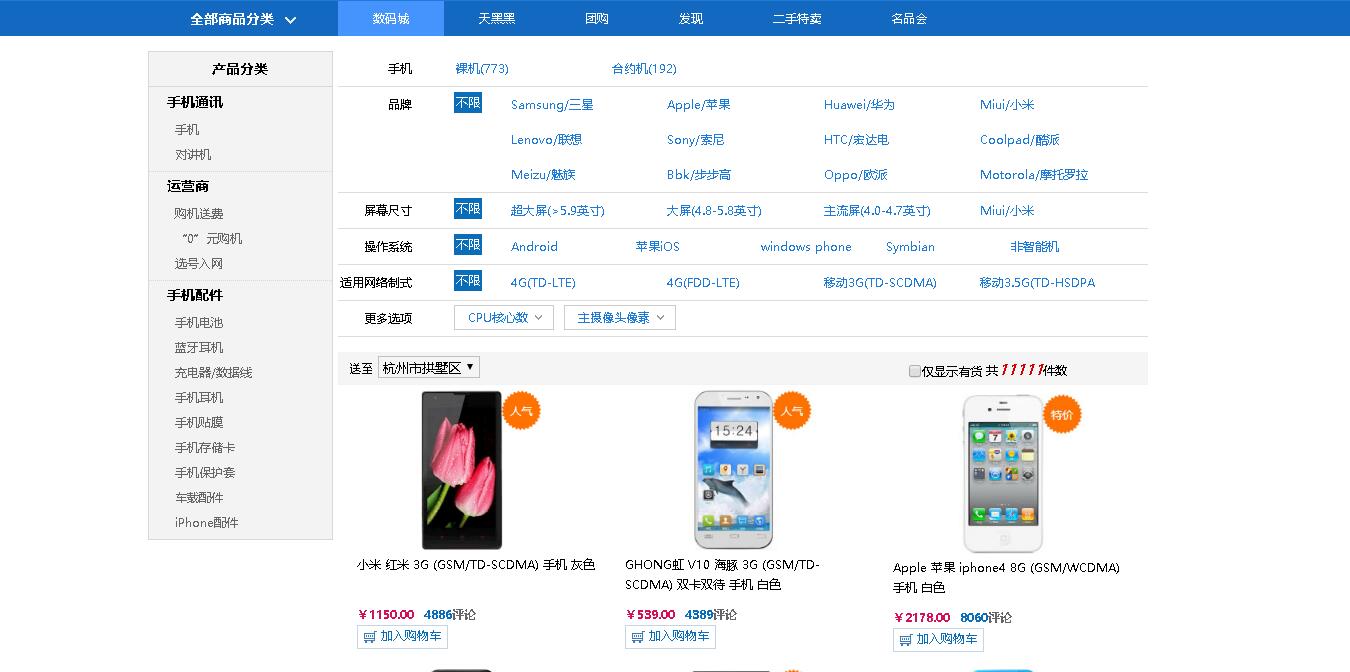 全部商品分类 数码城 天黑黑 团购 发现 二手特卖 名品会
产品分类
手机通讯
手机
对讲机
运营商
购机送费
“0”元购机
选号入网
手机配件
手机电池
蓝牙耳机
充电器/数据线
手机耳机
手机贴膜
手机存储卡
手机保护套
车载配件
iPhone配件
手机 裸机(773) 合约机(192)
品牌 不限 Samsung/三星 Apple/苹果 Huawei/华为 Miui/小米
Lenovo/联想 Sony/索尼 HTC/宏达电 Coolpad/酷派
Meizu/魅族 Bbk/步步高 Oppo/欧派 Motorola/摩托罗拉
屏幕尺寸 不限 超大屏(>5.9英寸) 大屏(4.8-5.8英寸) 主流屏(4.0-4.7英寸) Miui/小米
操作系统 不限 Android 苹果iOS windows phone Symbian 非智能机
适用网络制式 不限 4G(TD-LTE) 4G(FDD-LTE) 移动3G(TD-SCDMA) 移动3.5G(TD-HSDPA
更多选项 CPU核心数 主摄像头像素
送至 杭州市拱墅区 仅显示有货 共11111件数
人气
小米 红米 3G (GSM/TD-SCDMA) 手机 灰色
￥1150.00 4886评论
加入购物车
人气
15:24
GHONG虹 V10 海豚 3G (GSM/TD-
SCDMA) 双卡双待 手机 白色
￥539.00 4389评论
加入购物车
特价
Apple 苹果 iphone4 8G (GSM/WCDMA)
手机 白色
￥2178.00 8060评论
加入购物车